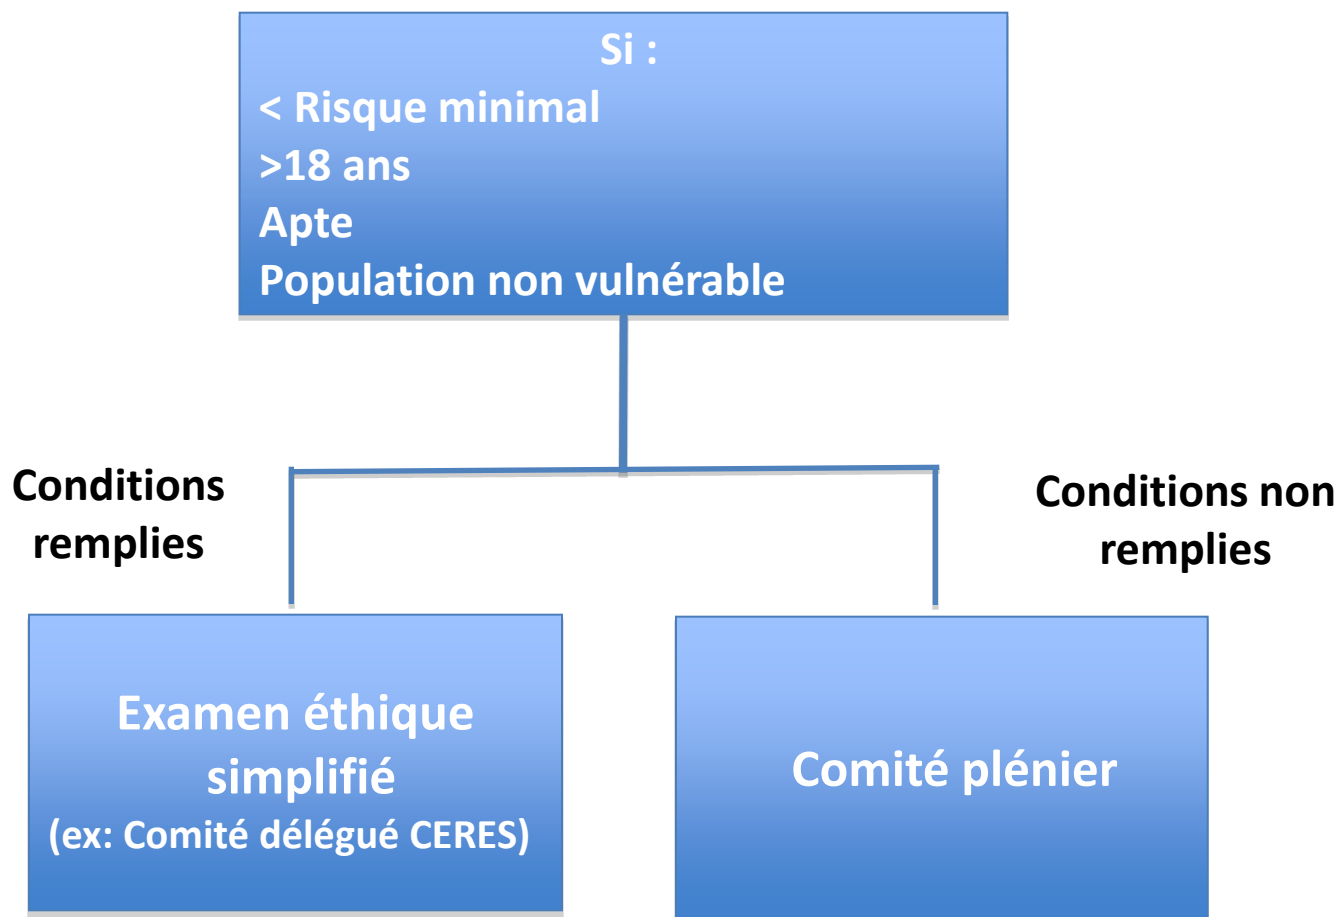 Si :
< Risque minimal
>18 ans
Apte
Population non vulnérable
Conditions
remplies
Conditions non
remplies
Examen éthique
simplifié
(ex: Comité délégué CERES)
Comité plénier